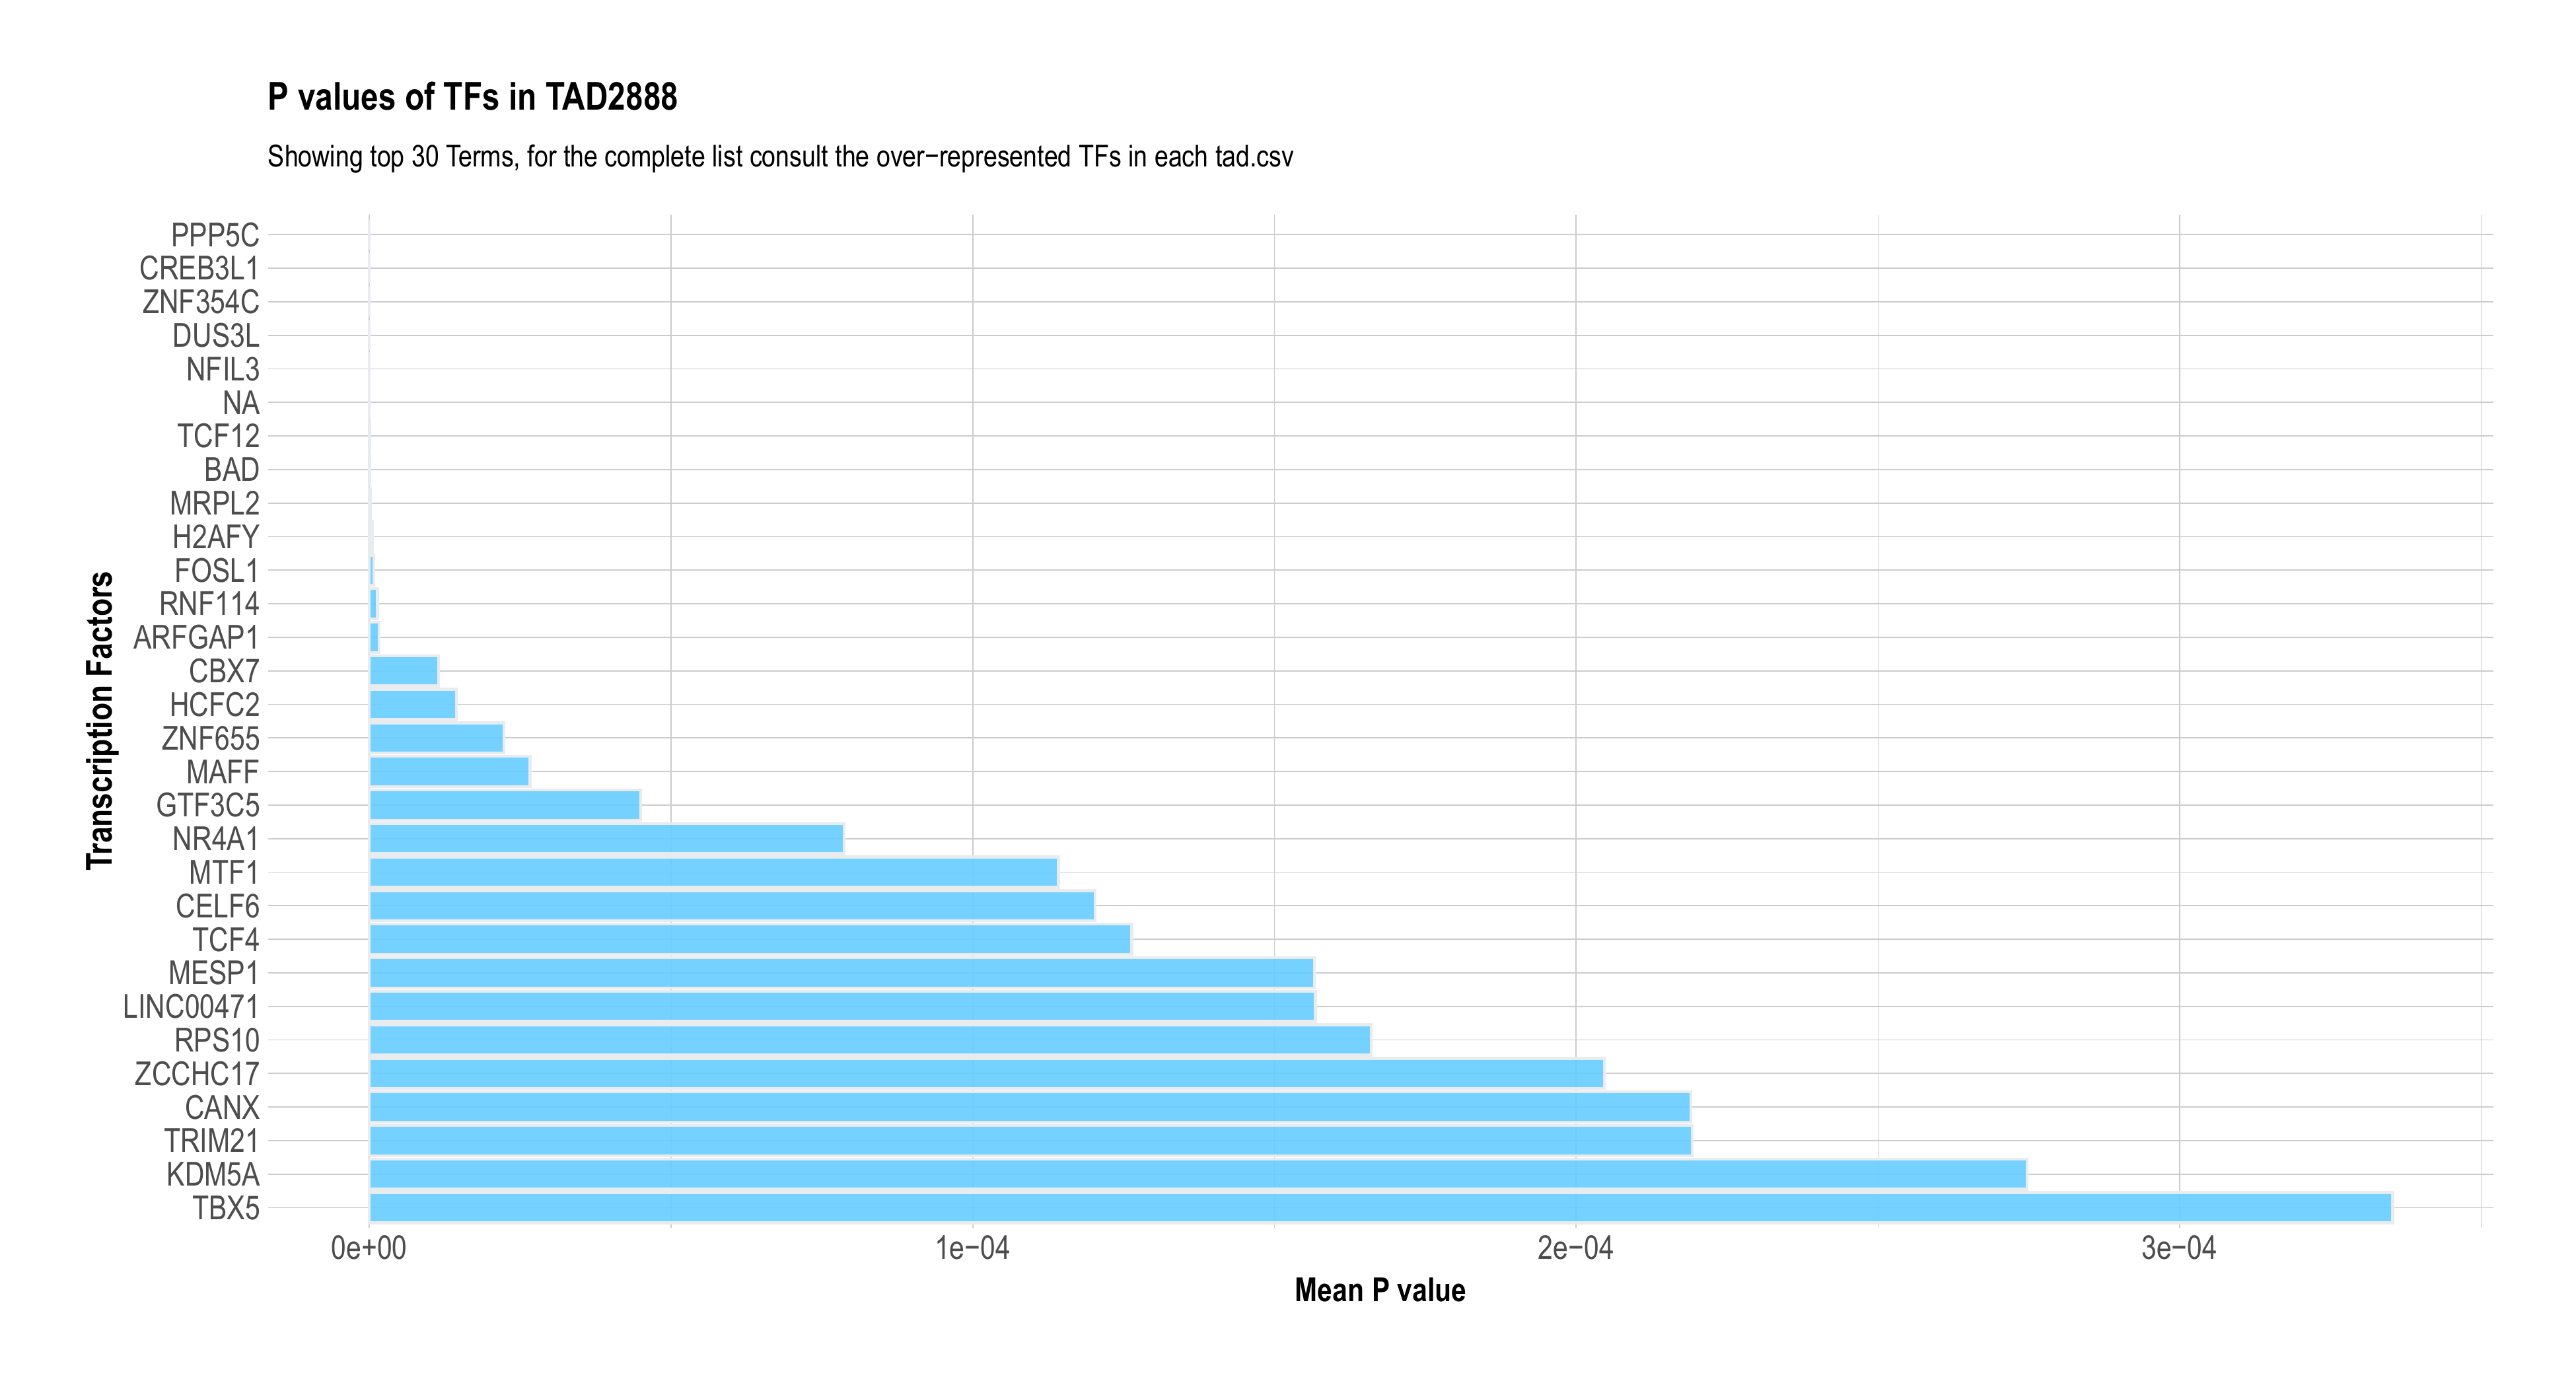 P values of TFs in TAD2888
Showing top 30 Terms, for the complete list consult the over−represented TFs in each tad.csv
Transcription Factors
PPP5C
CREB3L1
ZNF354C
DUS3L
NFIL3
NA
TCF12
BAD
MRPL2
H2AFY
FOSL1
RNF114
ARFGAP1
CBX7
HCFC2
ZNF655
MAFF
GTF3C5
NR4A1
MTF1
CELF6
TCF4
MESP1
LINC00471
RPS10
ZCCHC17
CANX
TRIM21
KDM5A
TBX5
0e+00 1e−04 2e−04 3e−04
Mean P value